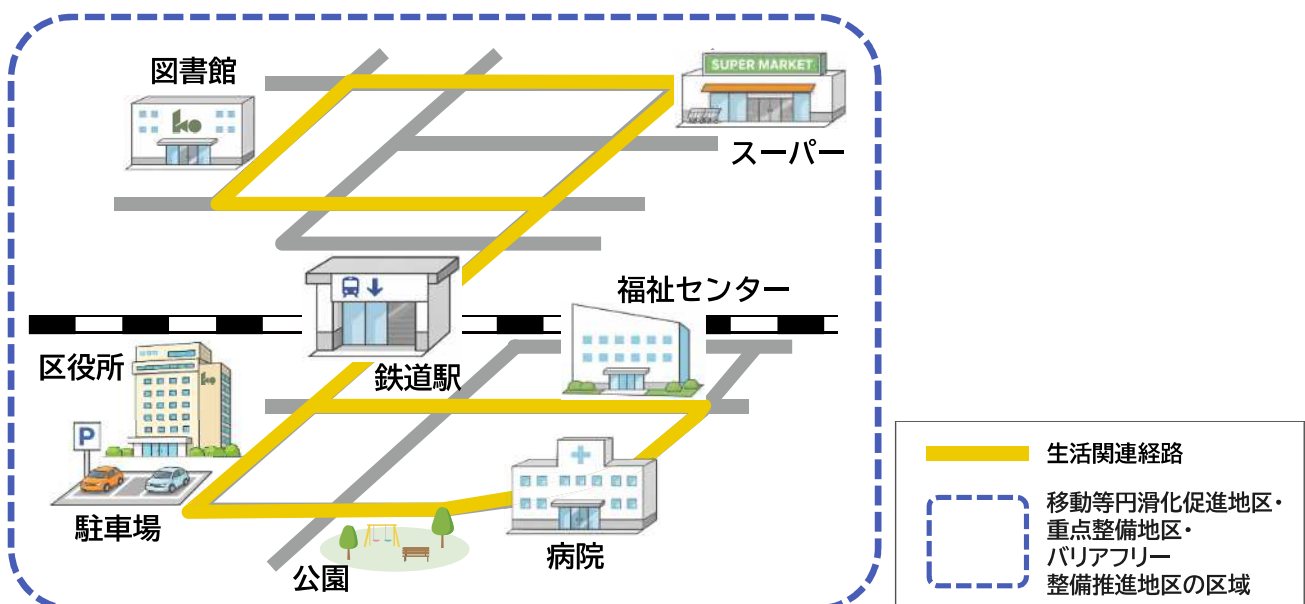 図書館
ko
SUPER MARKET
スーパー
福祉センター
区役所
ko
鉄道駅
P
駐車場
公園
病院
生活関連経路
移動等円滑化促進地区・
重点整備地区・
バリアフリー
整備推進地区の区域